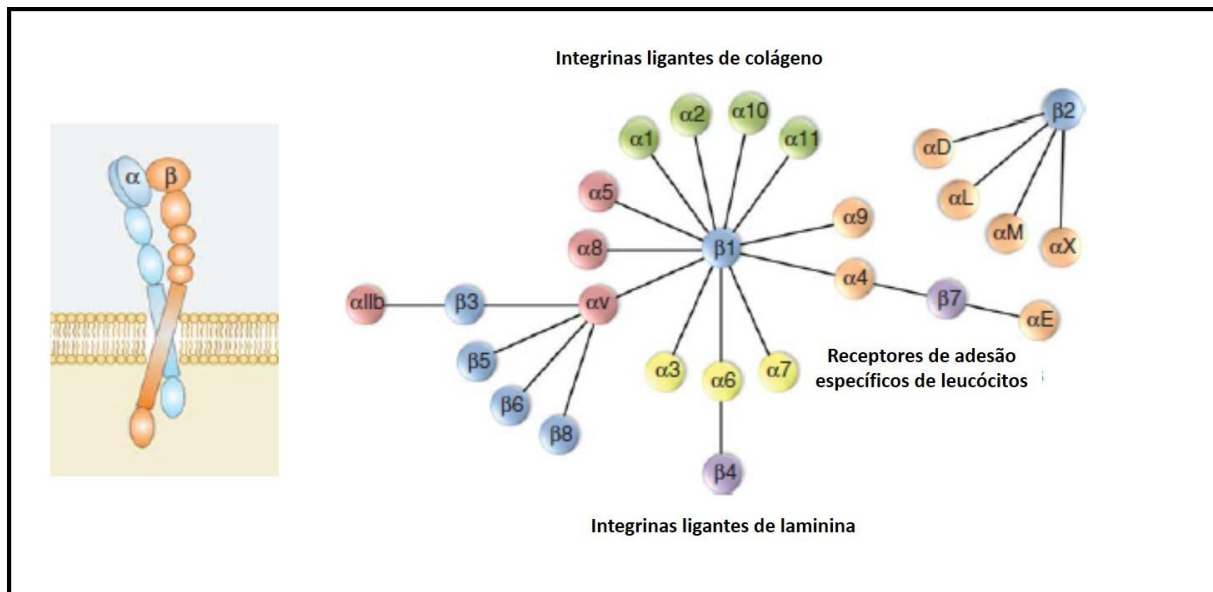 Integrinas ligantes de colágeno
α β
α1
α2
α10
α11
β2
αD
αL
αM
αX
α5
α8
β1
α9
α4
β7
αE
αIIb
β3
αv
β5
β6
β8
α3
α6
α7
Receptores de adesão
específicos de leucócitos
β4
Integrinas ligantes de laminina